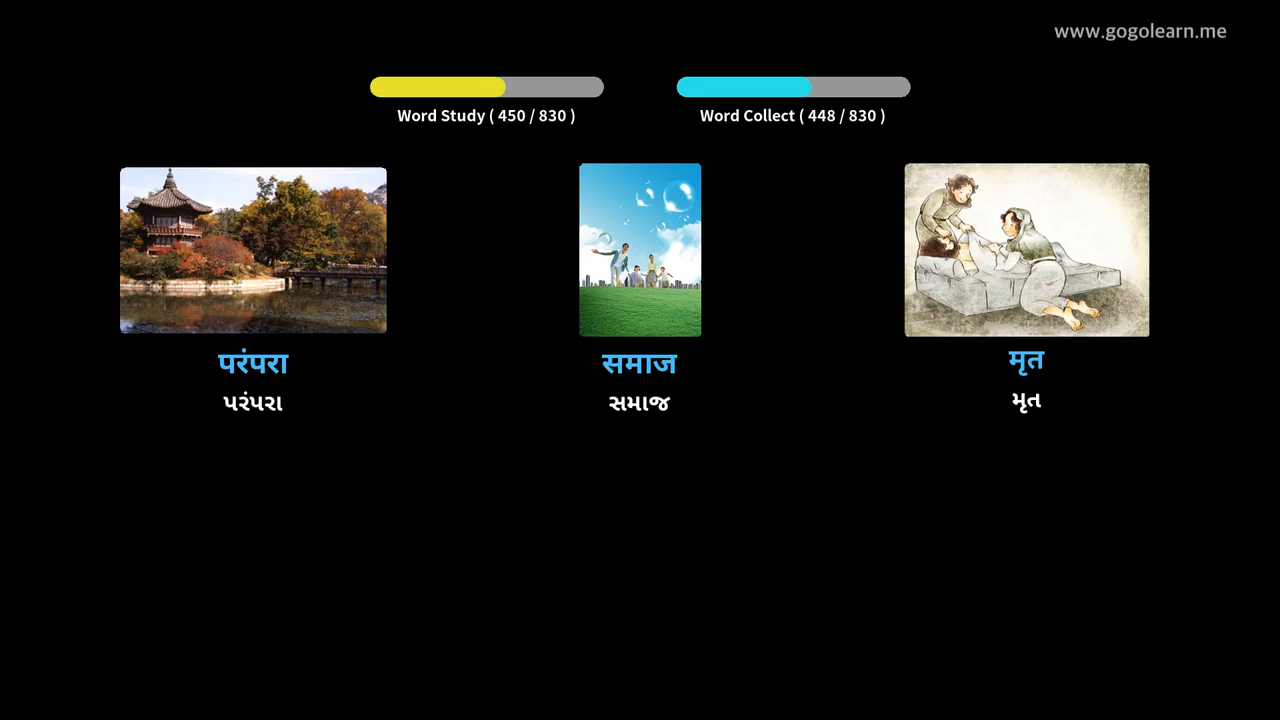 www.gogolearn.me
Word Study ( 450 / 830 )
Word Collect ( 448 / 830 )
परंपरा
समाज
मृत
પરંપરા
સમાજ
મૃત